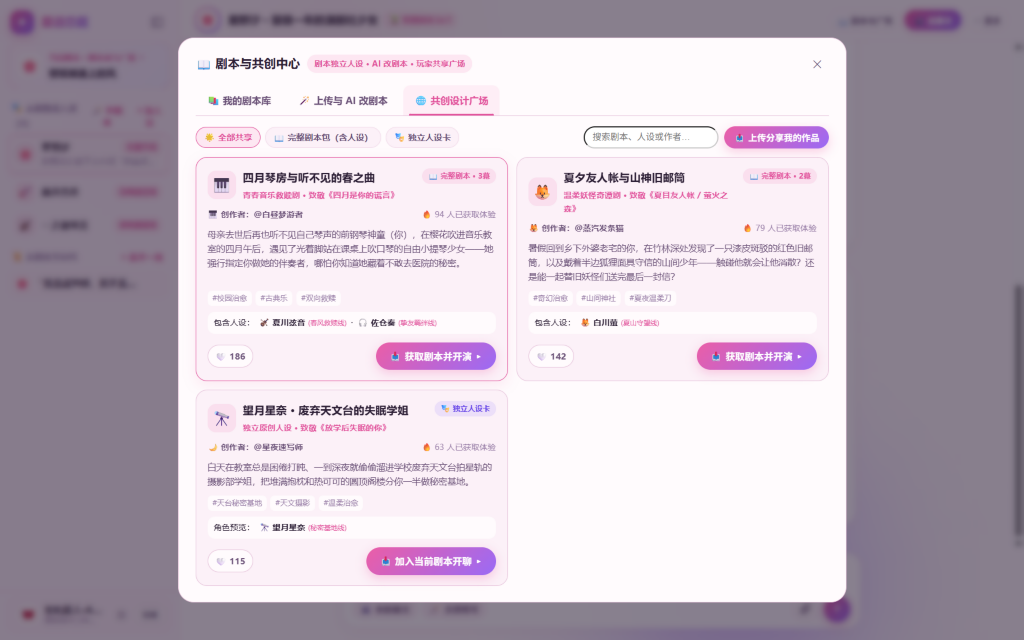 剧本与共创中心
剧本独立人设 • AI 改剧本 • 玩家共享广场
我的剧本库
上传与 AI 改剧本
共创设计广场
全部共享
完整剧本包（含人设）
独立人设卡
搜索剧本、人设或作者...
上传分享我的作品
四月琴房与听不见的春之曲
完整剧本 • 3幕
青春音乐救赎剧 • 致敬《四月是你的谎言》
创作者：@白昼梦游者
94 人已获取体验
母亲去世后再也听不见自己琴声的前钢琴神童（你），在樱花吹进音乐教
室的四月午后，遇见了光着脚站在课桌上吹口琴的自由小提琴少女——她
强行指定你做她的伴奏者，哪怕你知道她藏着不敢去医院的秘密。
#校园治愈
#古典乐
#双向救赎
包含人设：
夏川弦音 (春风救赎线) ·
佐仓奏 (挚友羁绊线)
186
获取剧本并开演 ▸
夏夕友人帐与山神旧邮筒
完整剧本 • 2幕
温柔妖怪奇谭剧 • 致敬《夏目友人帐 / 萤火之
森》
创作者：@蒸汽发条猫
79 人已获取体验
暑假回到乡下外婆老宅的你，在竹林深处发现了一只漆皮斑驳的红色旧邮
筒，以及戴着半边狐狸面具守信的山间少年——触碰他就会让他消散？还
是能一起替旧妖怪们送完最后一封信？
#奇幻治愈
#山间神社
#夏夜温柔刀
包含人设：
白川萤 (夏山守望线)
142
获取剧本并开演 ▸
望月星奈 • 废弃天文台的失眠学姐
独立人设卡
独立原创人设 • 致敬《放学后失眠的你》
创作者：@星夜速写师
63 人已获取体验
白天在教室总是困倦打盹、一到深夜就偷偷溜进学校废弃天文台拍星轨的
摄影部学姐，把堆满抱枕和热可可的圆顶阁楼分你一半做秘密基地。
#天台秘密基地
#天文摄影
#温柔治愈
角色预览：
望月星奈 (秘密基地线)
115
加入当前剧本开聊 ▸